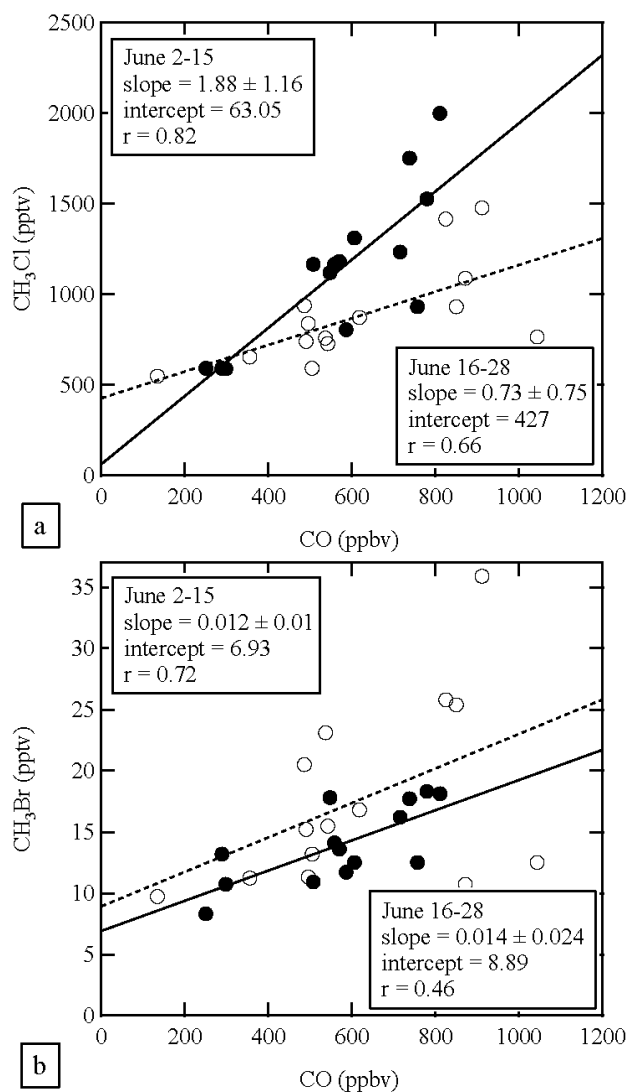 2500
2000
1500
1000
500
0
CH₃Cl (pptv)
June 2-15
slope = 1.88 ± 1.16
intercept = 63.05
r = 0.82
June 16-28
slope = 0.73 ± 0.75
intercept = 427
r = 0.66
0 200 400 600 800 1000 1200
CO (ppbv)
a
35
30
25
20
15
10
5
0
CH₃Br (pptv)
June 2-15
slope = 0.012 ± 0.01
intercept = 6.93
r = 0.72
June 16-28
slope = 0.014 ± 0.024
intercept = 8.89
r = 0.46
0 200 400 600 800 1000 1200
CO (ppbv)
b